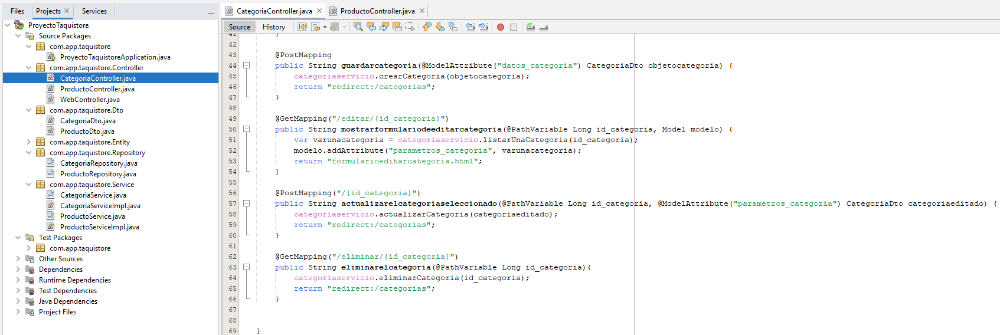 Files Projects Services
ProyectoTaquistore
Source Packages
com.app.taquistore
ProyectoTaquistoreApplication.java
com.app.taquistore.Controller
CategoriaController.java
ProductoController.java
WebController.java
com.app.taquistore.Dto
CategoriaDto.java
ProductoDto.java
com.app.taquistore.Entity
com.app.taquistore.Repository
CategoriaRepository.java
ProductoRepository.java
com.app.taquistore.Service
CategoriaService.java
CategoriaServiceImpl.java
ProductoService.java
ProductoServiceImpl.java
Test Packages
com.app.taquistore
Other Sources
Dependencies
Runtime Dependencies
Test Dependencies
Java Dependencies
Project Files
CategoriaController.java ProductoController.java
Source History
41 }
42
43 @PostMapping
44 public String guardarcategoria(@ModelAttribute("datos_categoria") CategoriaDto objetocategoria) {
45 categoriaservicio.crearCategoria(objetocategoria);
46 return "redirect:/categorias";
47 }
48
49 @GetMapping("/editar/{id_categoria}")
50 public String mostrarformulariodeeditarcategoria(@PathVariable Long id_categoria, Model modelo) {
51 var varunacategoria = categoriaservicio.listarUnaCategoria(id_categoria);
52 modelo.addAttribute("parametros_categoria", varunacategoria);
53 return "formularioeditarcategoria.html";
54 }
55
56 @PostMapping("/{id_categoria}")
57 public String actualizarelcategoriaseleccionado(@PathVariable Long id_categoria, @ModelAttribute("parametros_categoria") CategoriaDto categoriaeditado) {
58 categoriaservicio.actualizarCategoria(categoriaeditado);
59 return "redirect:/categorias";
60 }
61
62 @GetMapping("/eliminar/{id_categoria}")
63 public String eliminarelcategoria(@PathVariable Long id_categoria){
64 categoriaservicio.eliminarCategoria(id_categoria);
65 return "redirect:/categorias";
66 }
67
68
69 }